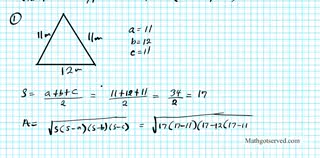 ①
11m 11m a = 11
b = 12
12m c = 11
S = a+b+c/2 = 11+12+11/2 = 34/2 = 17
A = √S(S-a)(S-b)(S-c) = √17(17-11)(17-12)(17-11
Mathgotserved.com